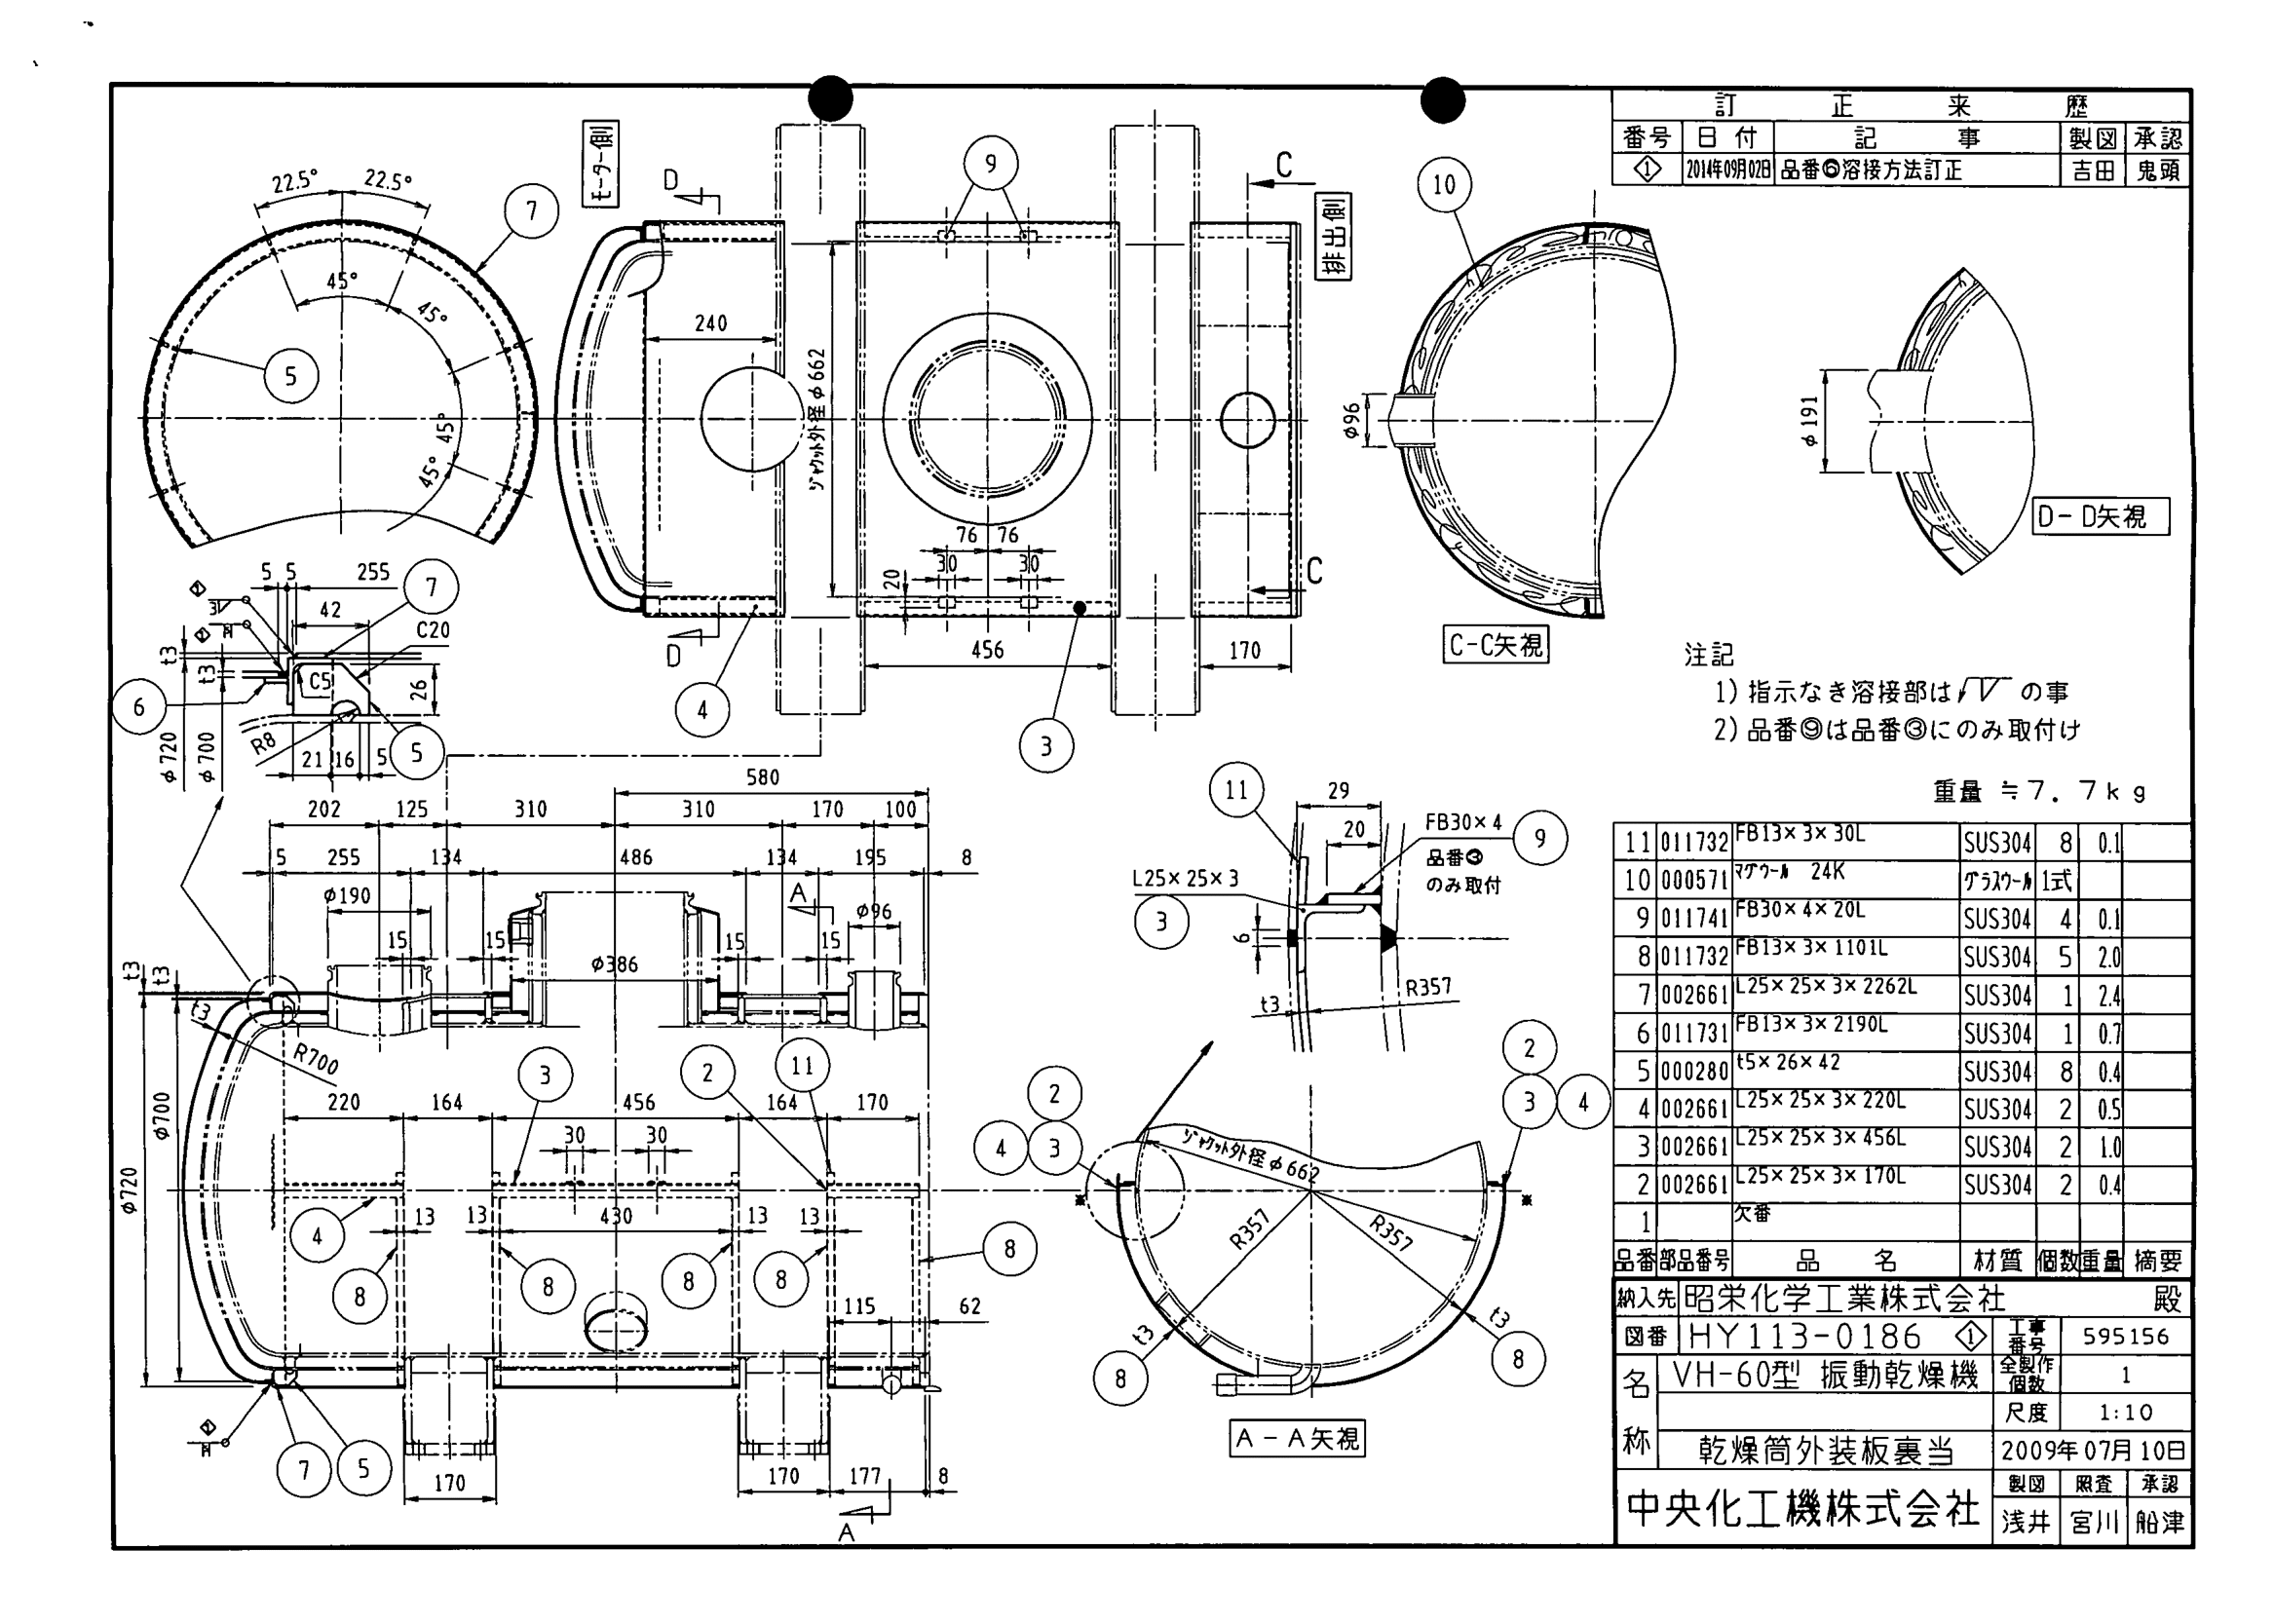 訂正来歴
番号 日付 記事 製図 承認
1 2014年09月02日 品番⑥溶接方法訂正 吉田 鬼頭
モーター側
排出側
22.5° 22.5°
7
45°
45°
45°
45°
5
D
D
9
C
C
240
ジャケット外径φ662
76 76
30 30
20
456
170
4
3
10
φ96
C-C矢視
φ191
D-D矢視
5 5 255
7
42
C20
3
t3
t3
C5
26
6
R8
φ720
φ700
21 16 5
5
注記
1) 指示なき溶接部は の事
2) 品番⑨は品番③にのみ取付け
重量≒7.7kg
580
202 125 310 310 170 100
5 255 134 486 134 195 8
φ190
A
φ96
15 15 15 15
φ386
t3
t3
t3
R700
φ720
φ700
3
2
11
220 164 456 164 170
30 30
4
13 13 430 13 13
8
8
8
8
8
115 62
7
5
170
170 177 8
A
11
29
20
FB30×4
9
品番③
のみ取付
L25×25×3
3
6
t3
R357
2
4 3
2
3 4
ジャケット外径φ662
※
※
R357
R357
t3
t3
8
8
A-A矢視
11 011732 FB13×3×30L SUS304 8 0.1
10 000571 マグウール 24K グラスウール 1式
9 011741 FB30×4×20L SUS304 4 0.1
8 011732 FB13×3×1101L SUS304 5 2.0
7 002661 L25×25×3×2262L SUS304 1 2.4
6 011731 FB13×3×2190L SUS304 1 0.7
5 000280 t5×26×42 SUS304 8 0.4
4 002661 L25×25×3×220L SUS304 2 0.5
3 002661 L25×25×3×456L SUS304 2 1.0
2 002661 L25×25×3×170L SUS304 2 0.4
1 欠番
品番 部品番号 品名 材質 個数 重量 摘要
納入先 昭栄化学工業株式会社 殿
図番 HY113-0186 1 工事番号 595156
名称 VH-60型 振動乾燥機 全製作個数 1
尺度 1:10
乾燥筒外装板裏当 2009年07月10日
中央化工機株式会社 製図 照査 承認
浅井 宮川 船津